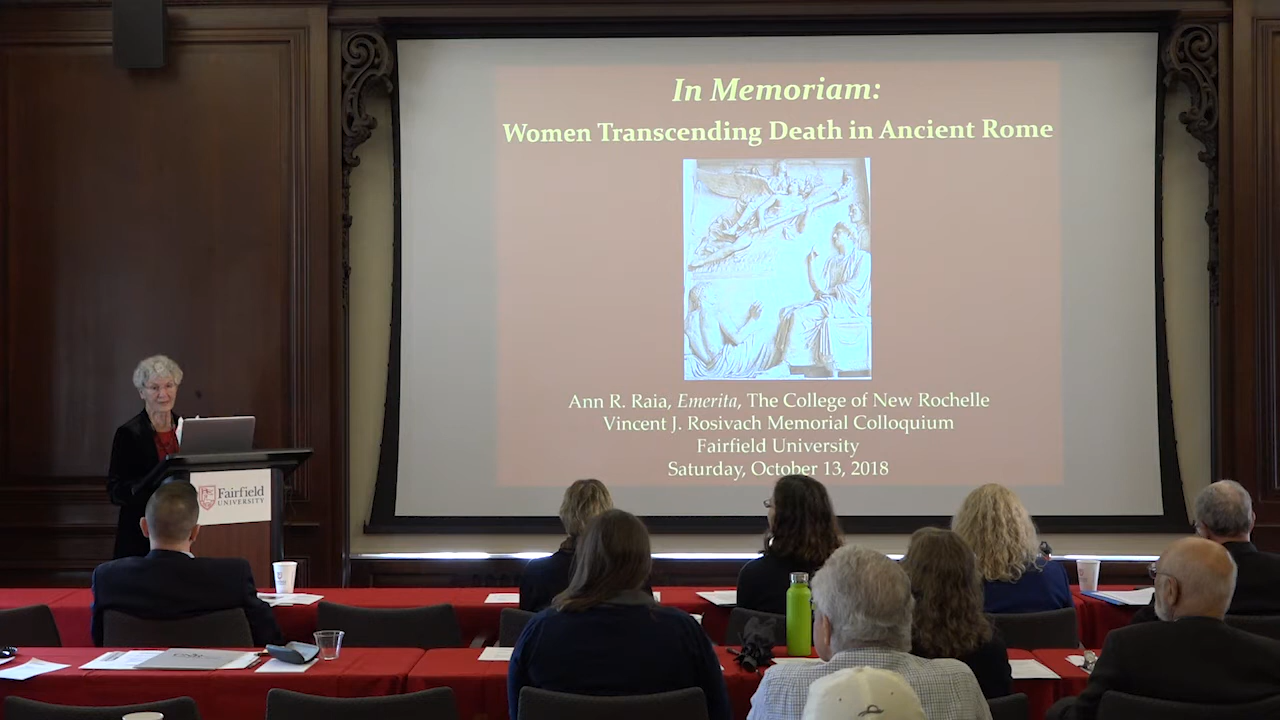 In Memoriam:
Women Transcending Death in Ancient Rome
Ann R. Raia, Emerita, The College of New Rochelle
Vincent J. Rosivach Memorial Colloquium
Fairfield University
Saturday, October 13, 2018
Fairfield
UNIVERSITY